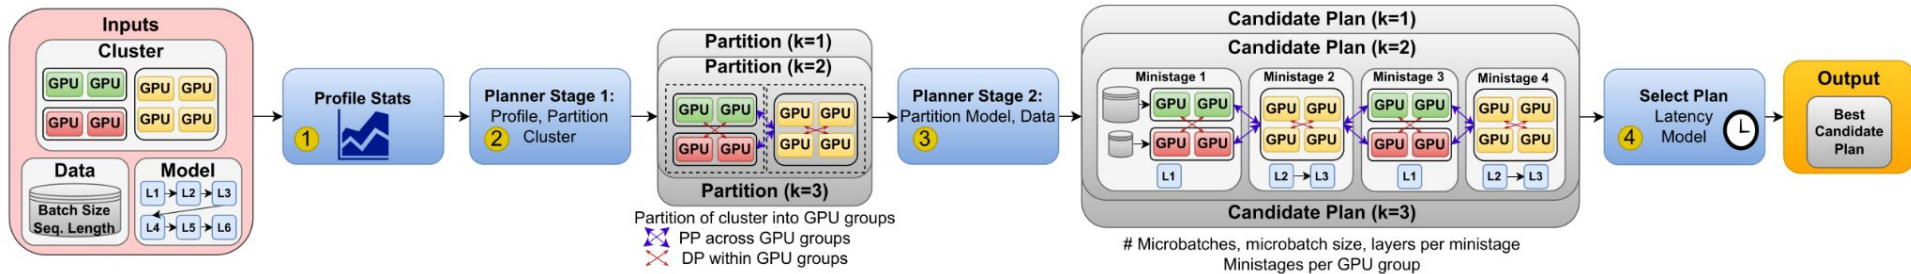 Inputs
Cluster
GPU GPU
GPU GPU
GPU GPU
GPU GPU
Data
Batch Size
Seq. Length
Model
L1 L2 L3
L4 L5 L6
Profile Stats
1
Planner Stage 1:
Profile, Partition
Cluster
2
Partition (k=1)
Partition (k=2)
GPU GPU GPU GPU
GPU GPU GPU GPU
Partition (k=3)
Partition of cluster into GPU groups
PP across GPU groups
DP within GPU groups
Planner Stage 2:
Partition Model, Data
3
Candidate Plan (k=1)
Candidate Plan (k=2)
Ministage 1
GPU GPU
GPU GPU
L1
Ministage 2
GPU GPU
GPU GPU
L2 L3
Ministage 3
GPU GPU
GPU GPU
L1
Ministage 4
GPU GPU
GPU GPU
L2 L3
Candidate Plan (k=3)
# Microbatches, microbatch size, layers per ministage
Ministages per GPU group
Select Plan
Latency
Model
4
Output
Best
Candidate
Plan